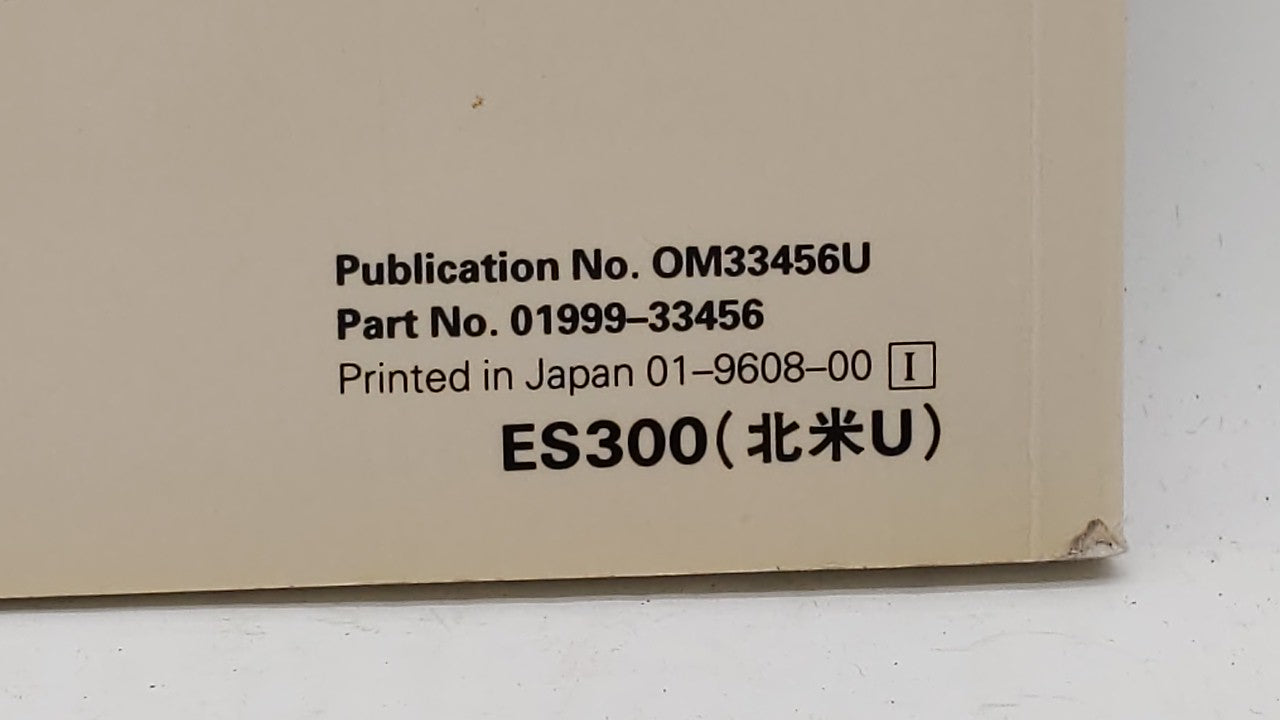 Publication No. OM33456U
Part No. 01999–33456
Printed in Japan 01–9608–00 I
ES300(北米U)